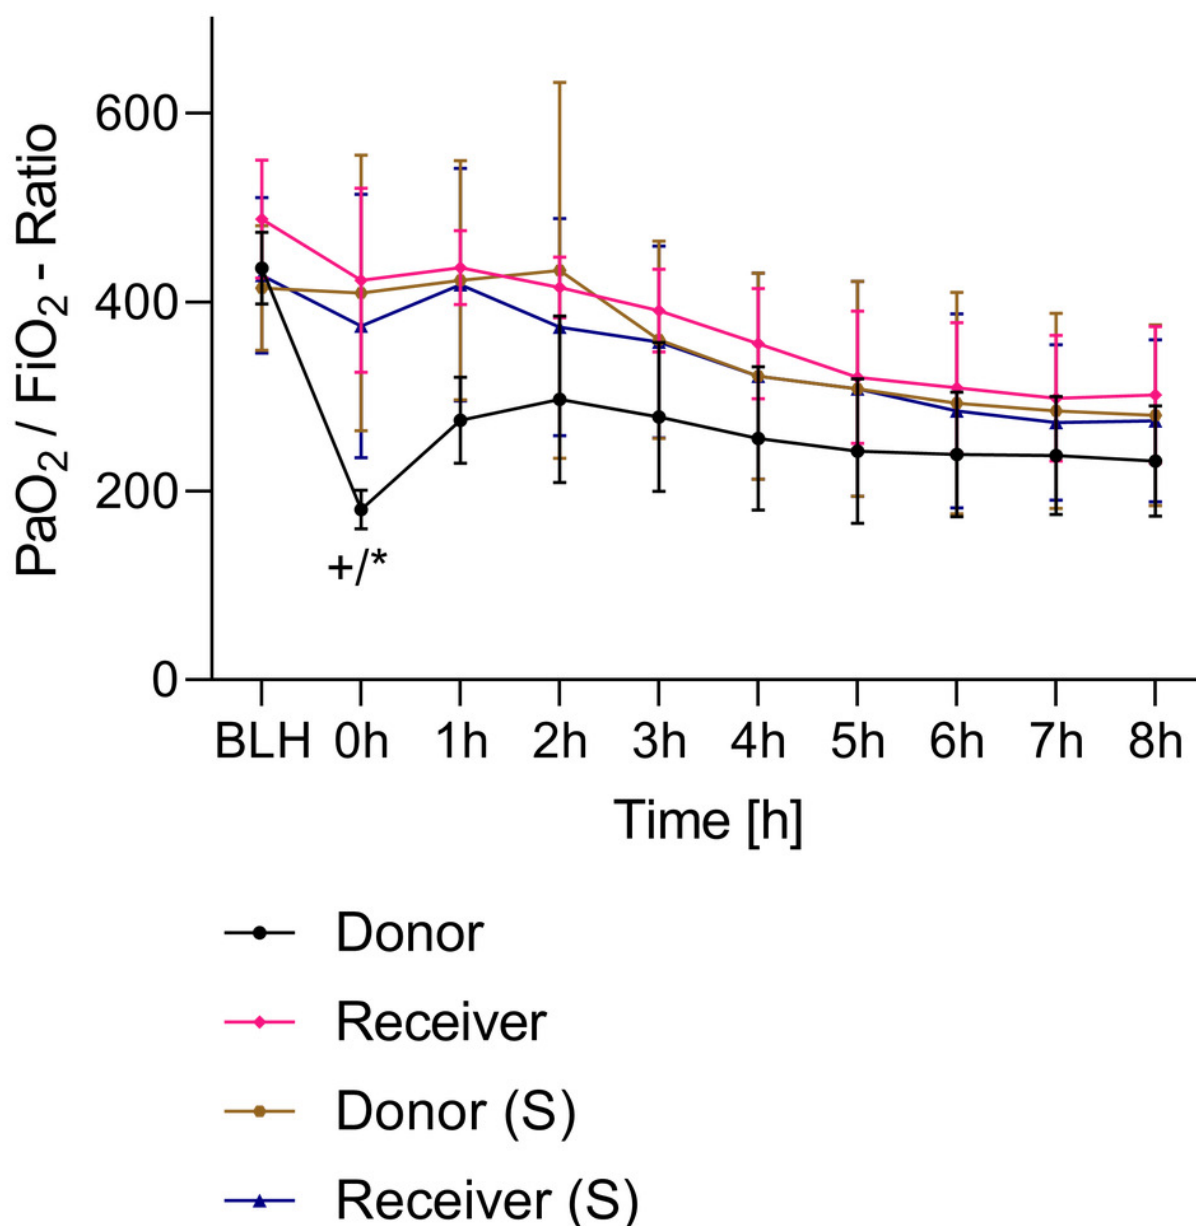 PaO₂ / FiO₂ - Ratio
600
400
200
0
+/*
BLH 0h 1h 2h 3h 4h 5h 6h 7h 8h
Time [h]
Donor
Receiver
Donor (S)
Receiver (S)